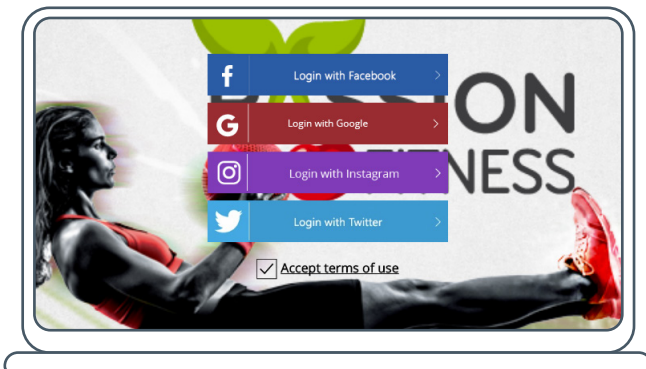 Login with Facebook
ON
Login with Google
Login with Instagram
NESS
Login with Twitter
Accept terms of use